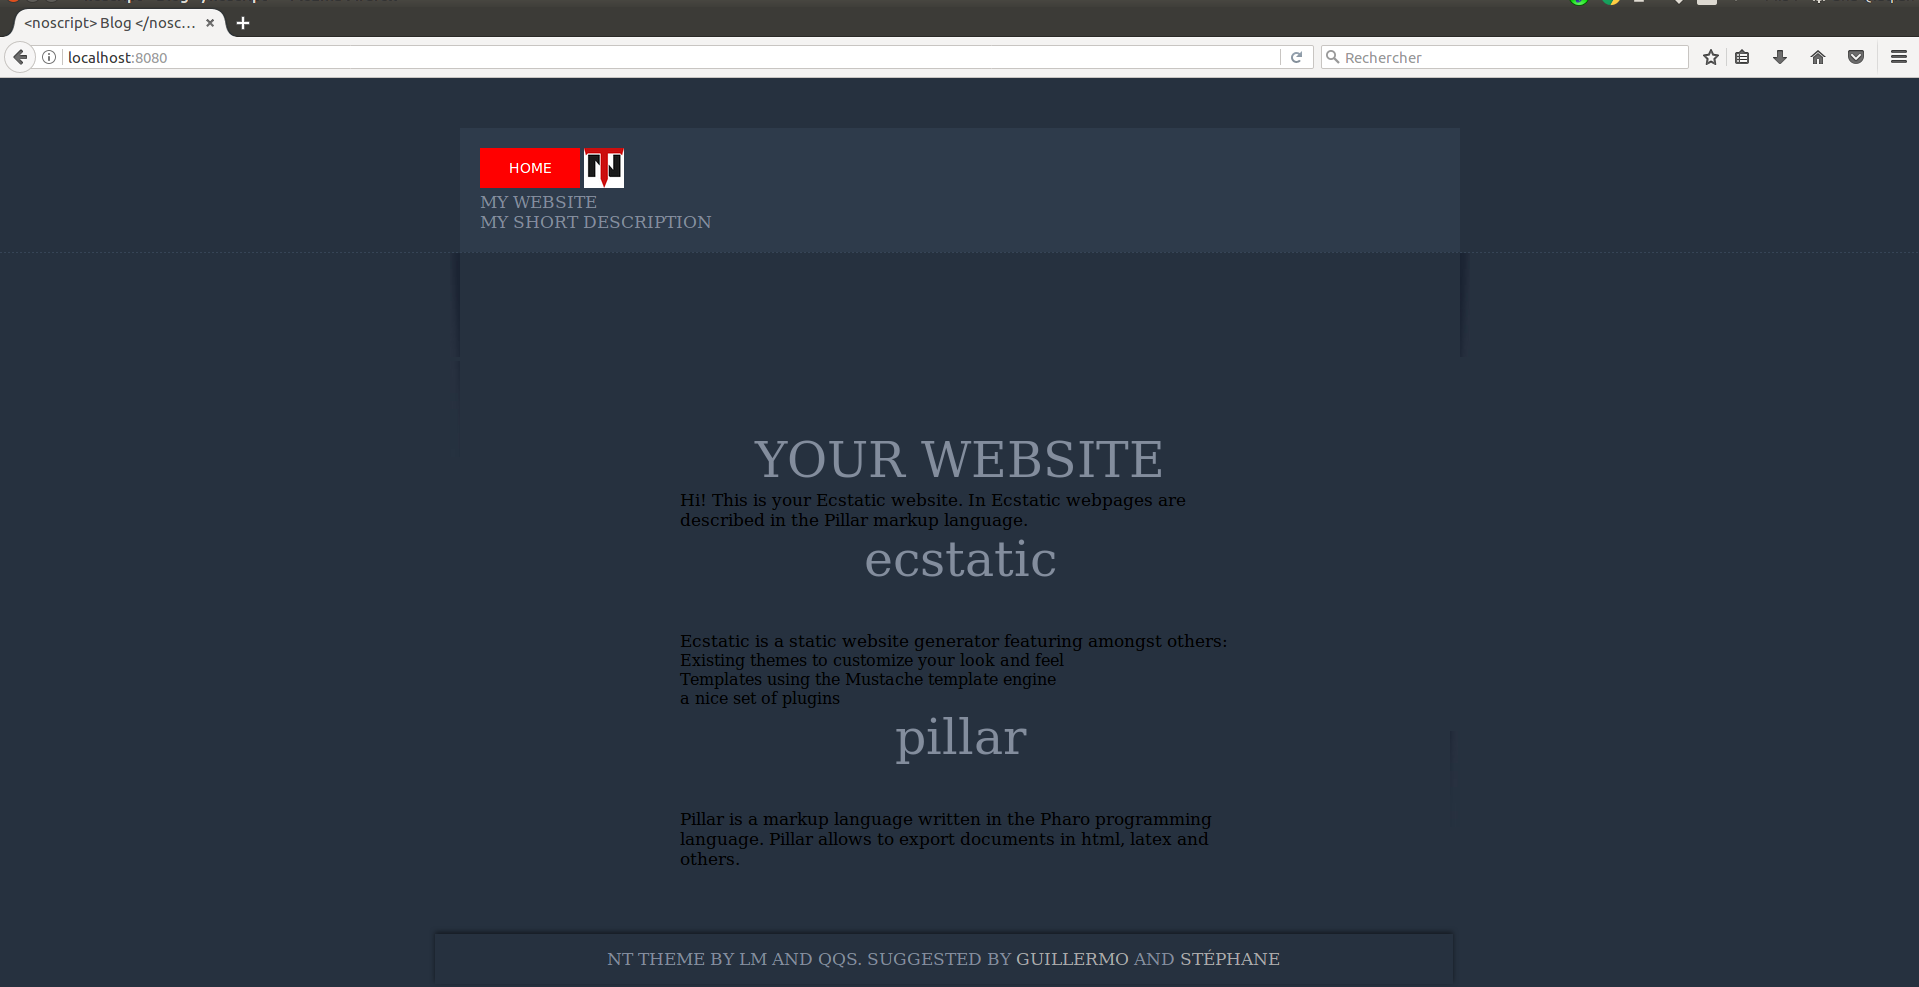 <noscript> Blog </nosc...
localhost:8080
Rechercher
HOME
MY WEBSITE
MY SHORT DESCRIPTION
YOUR WEBSITE
Hi! This is your Ecstatic website. In Ecstatic webpages are
described in the Pillar markup language.
ecstatic
Ecstatic is a static website generator featuring amongst others:
Existing themes to customize your look and feel
Templates using the Mustache template engine
a nice set of plugins
pillar
Pillar is a markup language written in the Pharo programming
language. Pillar allows to export documents in html, latex and
others.
NT THEME BY LM AND QQS. SUGGESTED BY GUILLERMO AND STÉPHANE